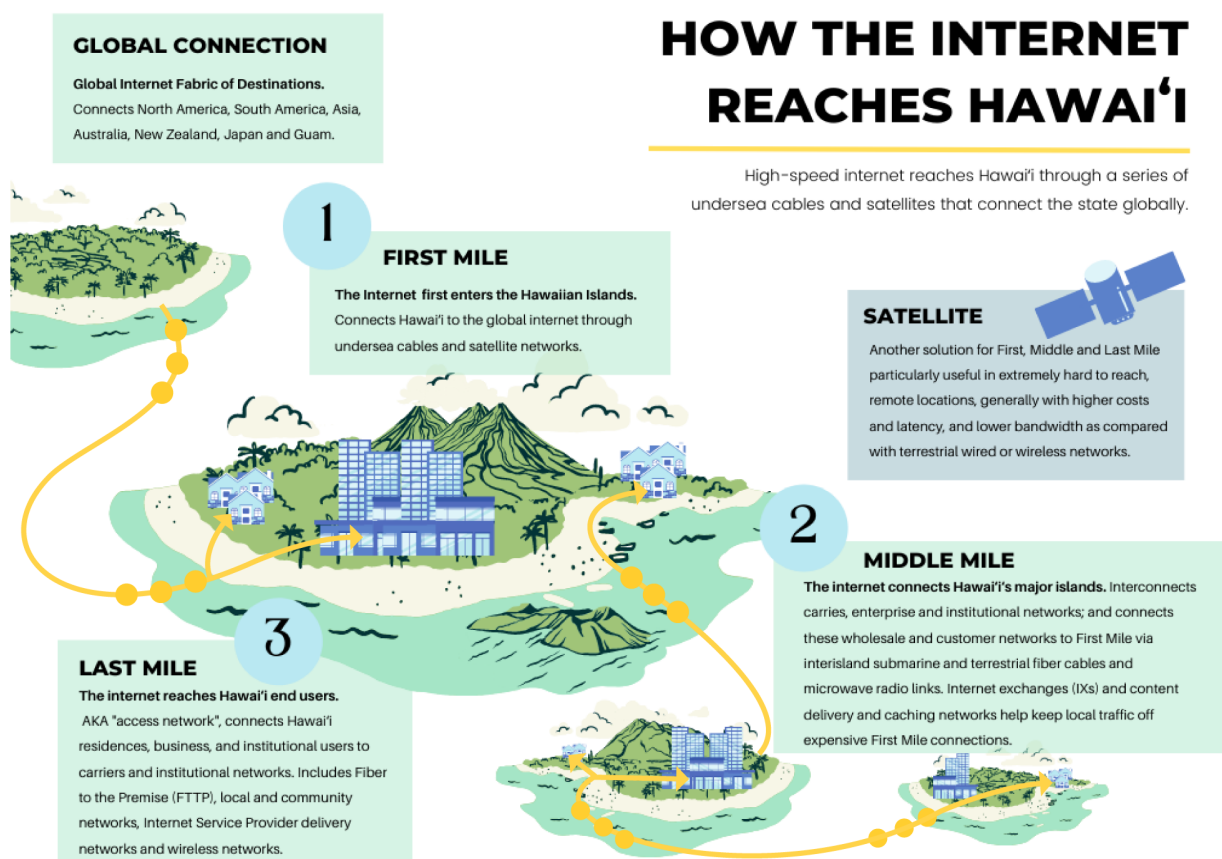 HOW THE INTERNET
REACHES HAWAIʻI
High-speed internet reaches Hawaiʻi through a series of
undersea cables and satellites that connect the state globally.
GLOBAL CONNECTION
Global Internet Fabric of Destinations.
Connects North America, South America, Asia,
Australia, New Zealand, Japan and Guam.
1
FIRST MILE
The Internet first enters the Hawaiian Islands.
Connects Hawaiʻi to the global internet through
undersea cables and satellite networks.
SATELLITE
Another solution for First, Middle and Last Mile
particularly useful in extremely hard to reach,
remote locations, generally with higher costs
and latency, and lower bandwidth as compared
with terrestrial wired or wireless networks.
2
MIDDLE MILE
The internet connects Hawaiʻi's major islands. Interconnects
carries, enterprise and institutional networks; and connects
these wholesale and customer networks to First Mile via
interisland submarine and terrestrial fiber cables and
microwave radio links. Internet exchanges (IXs) and content
delivery and caching networks help keep local traffic off
expensive First Mile connections.
3
LAST MILE
The internet reaches Hawaiʻi end users.
AKA "access network", connects Hawaiʻi
residences, business, and institutional users to
carriers and institutional networks. Includes Fiber
to the Premise (FTTP), local and community
networks, Internet Service Provider delivery
networks and wireless networks.